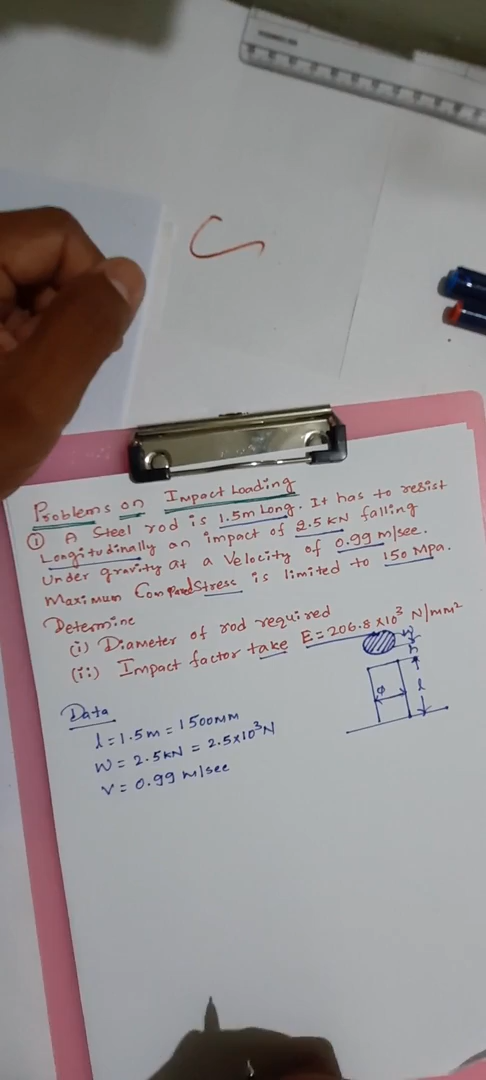 Problems on Impact Loading
① A Steel rod is 1.5m Long. It has to resist
Longitudinally an impact of 2.5 KN falling
under gravity at a Velocity of 0.99 m/sec.
Maximum Stress is limited to 150 Mpa.
Determine
(i) Diameter of rod required
(ii) Impact factor take E = 206.8×10³ N/mm²
W
h
Φ
l
Data
l = 1.5m = 1500mm
W = 2.5KN = 2.5×10³N
V = 0.99 m/sec